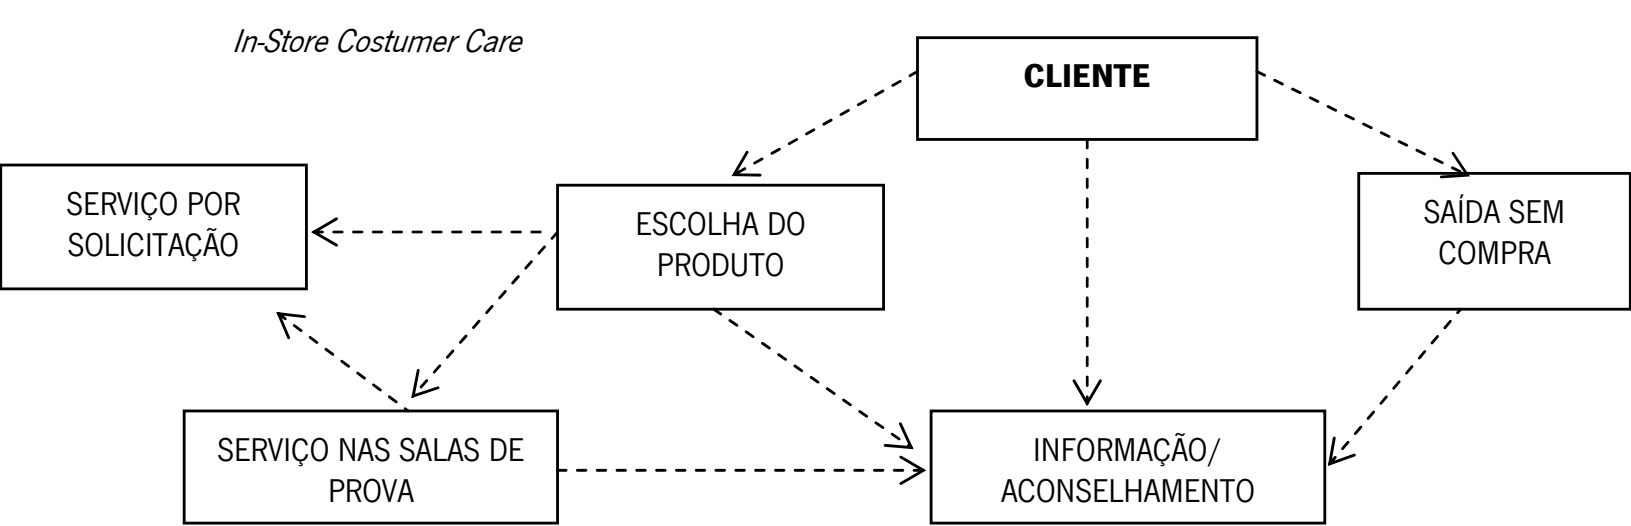 In-Store Costumer Care
CLIENTE
SERVIÇO POR
SOLICITAÇÃO
ESCOLHA DO
PRODUTO
SAÍDA SEM
COMPRA
SERVIÇO NAS SALAS DE
PROVA
INFORMAÇÃO/
ACONSELHAMENTO